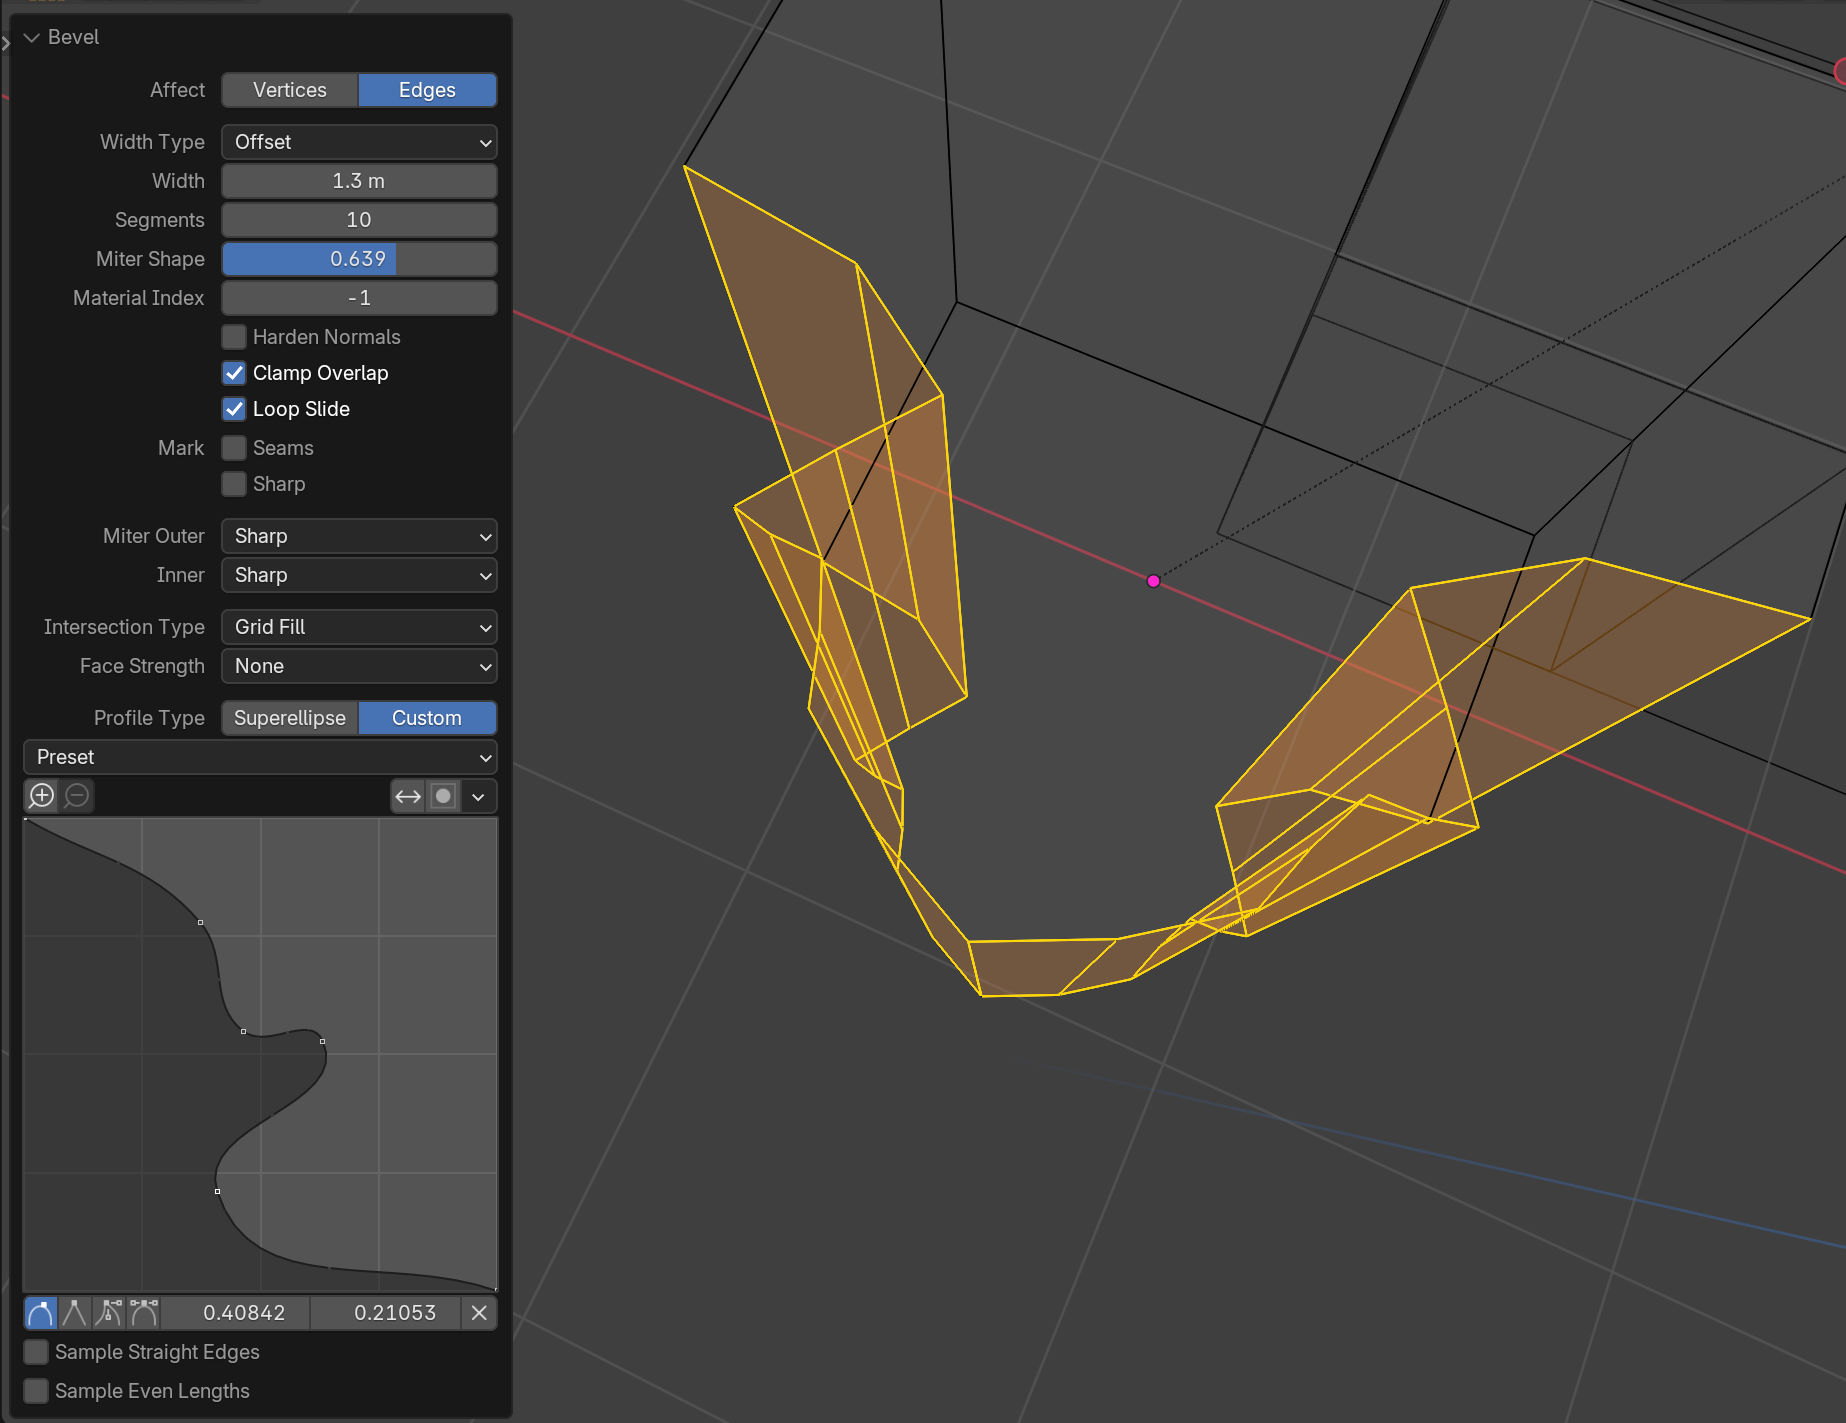 Bevel
Affect Vertices Edges
Width Type Offset
Width 1.3 m
Segments 10
Miter Shape 0.639
Material Index -1
Harden Normals
Clamp Overlap
Loop Slide
Mark Seams
Sharp
Miter Outer Sharp
Inner Sharp
Intersection Type Grid Fill
Face Strength None
Profile Type Superellipse Custom
Preset
0.40842 0.21053
Sample Straight Edges
Sample Even Lengths